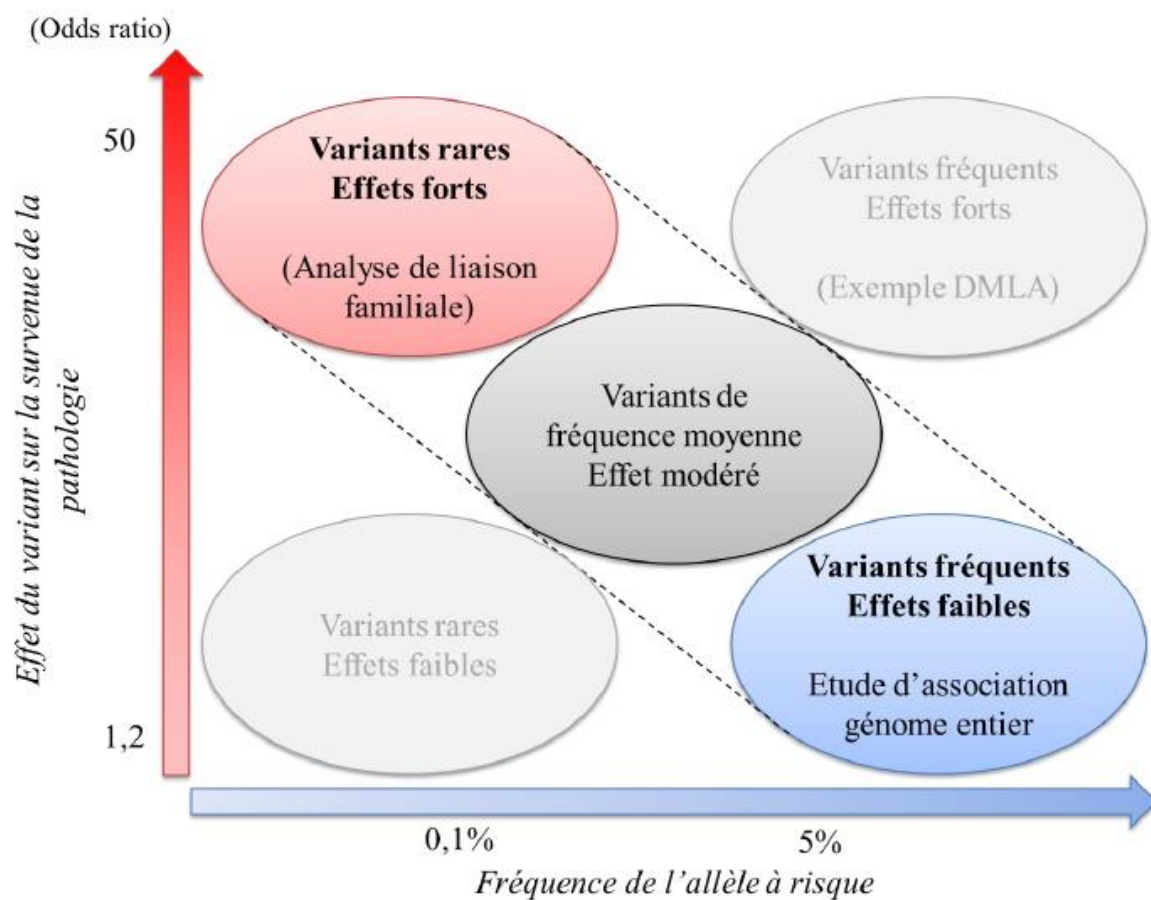 (Odds ratio)
50
1,2
Effet du variant sur la survenue de la
pathologie
Variants rares
Effets forts
(Analyse de liaison
familiale)
Variants fréquents
Effets forts
(Exemple DMLA)
Variants de
fréquence moyenne
Effet modéré
Variants rares
Effets faibles
Variants fréquents
Effets faibles
Etude d’association
génome entier
0,1%
5%
Fréquence de l’allèle à risque